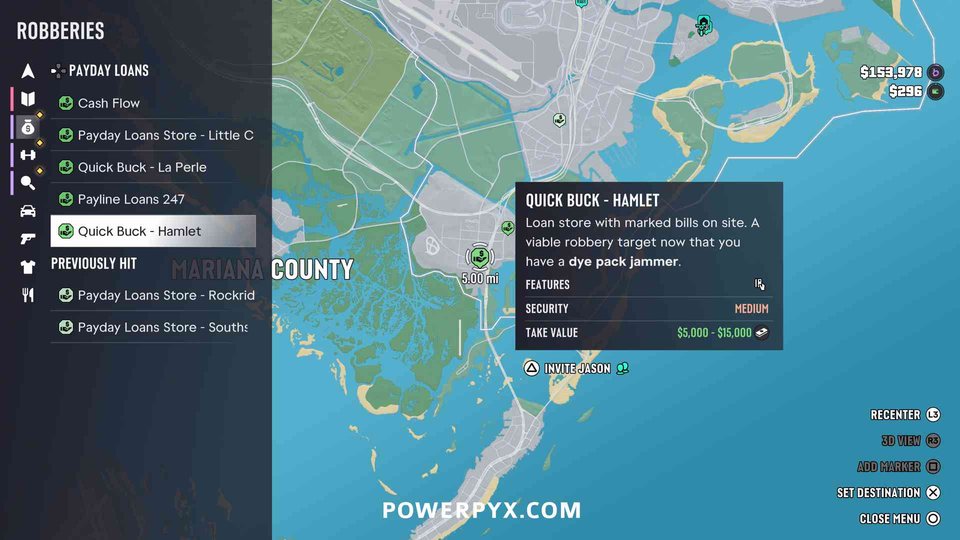 ROBBERIES
PAYDAY LOANS
Cash Flow
Payday Loans Store - Little C
Quick Buck - La Perle
Payline Loans 247
Quick Buck - Hamlet
PREVIOUSLY HIT
Payday Loans Store - Rockrid
Payday Loans Store - Souths
MARIANA COUNTY
5.00 mi
$153,978
$296
QUICK BUCK - HAMLET
Loan store with marked bills on site. A
viable robbery target now that you
have a dye pack jammer.
FEATURES
SECURITY MEDIUM
TAKE VALUE $5,000 - $15,000
INVITE JASON
RECENTER L3
3D VIEW R3
ADD MARKER
SET DESTINATION
CLOSE MENU
POWERPYX.COM